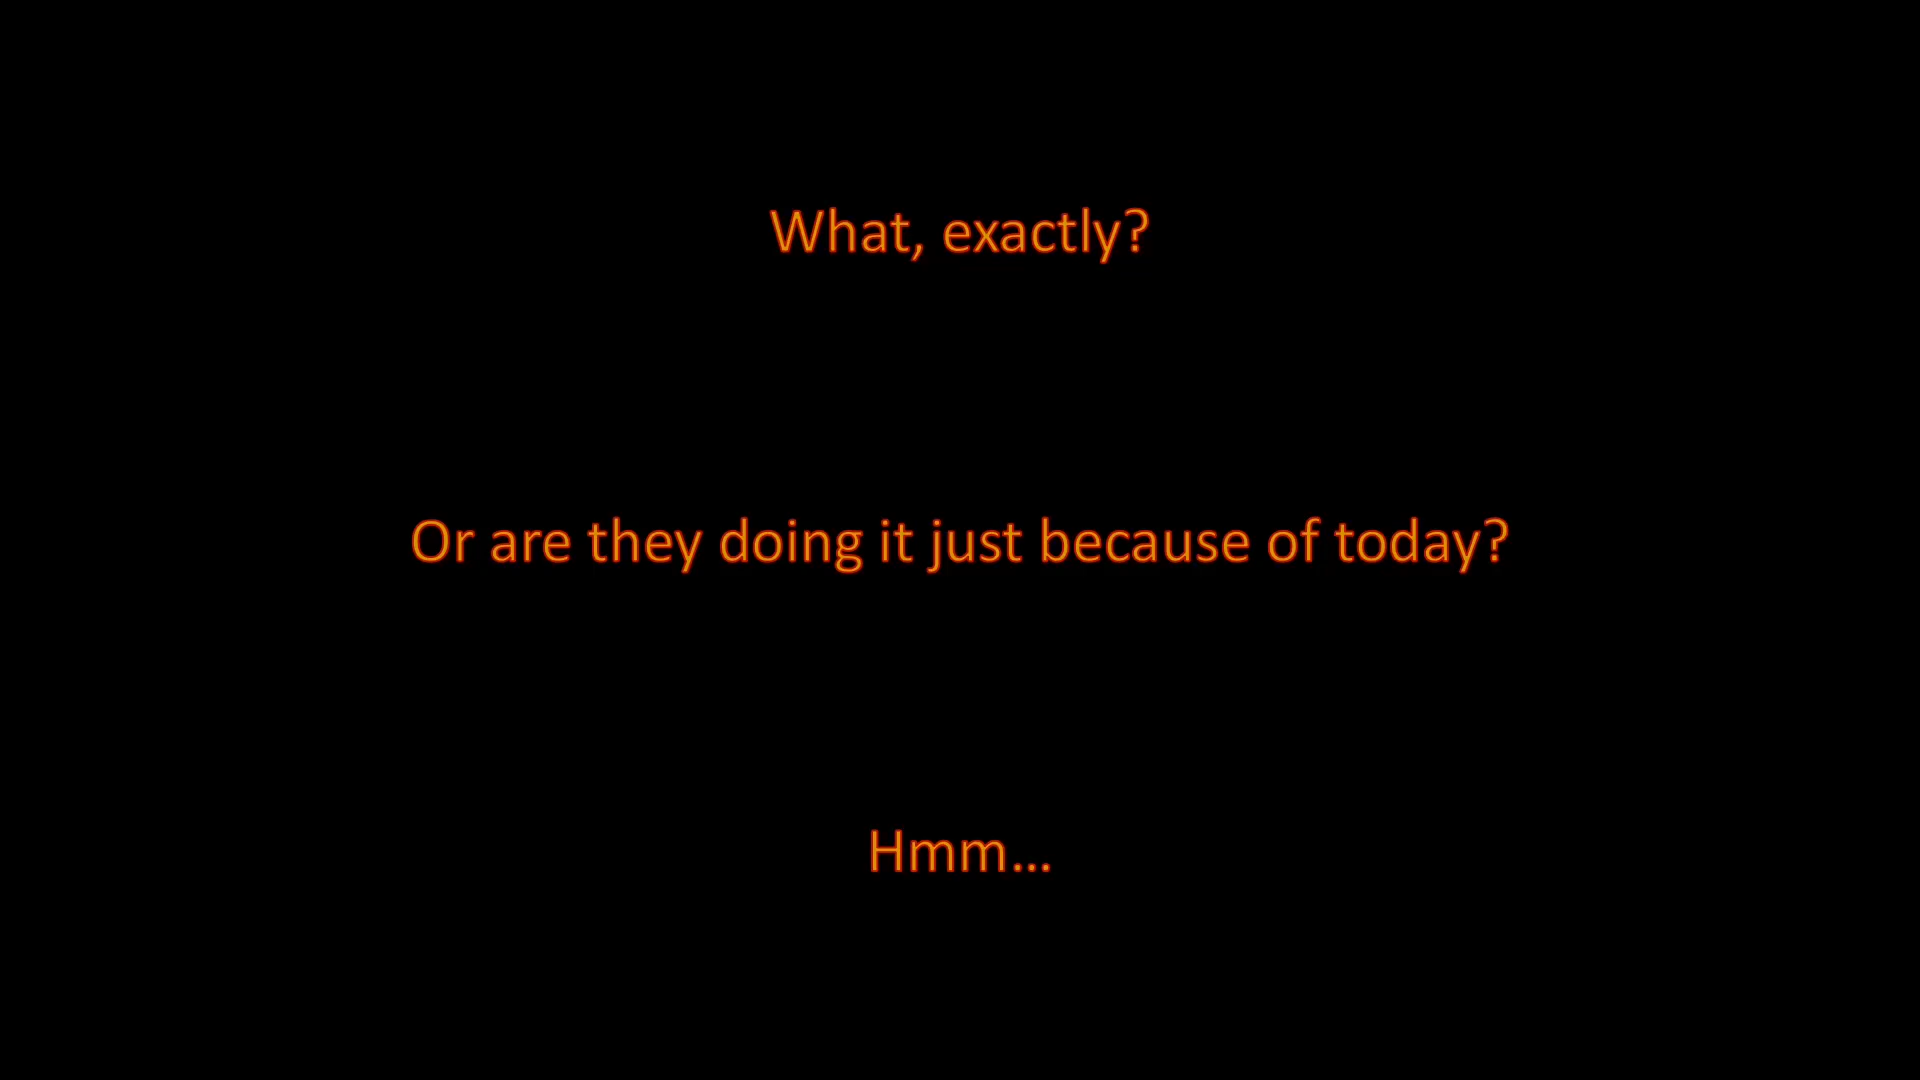 What, exactly?
Or are they doing it just because of today?
Hmm...